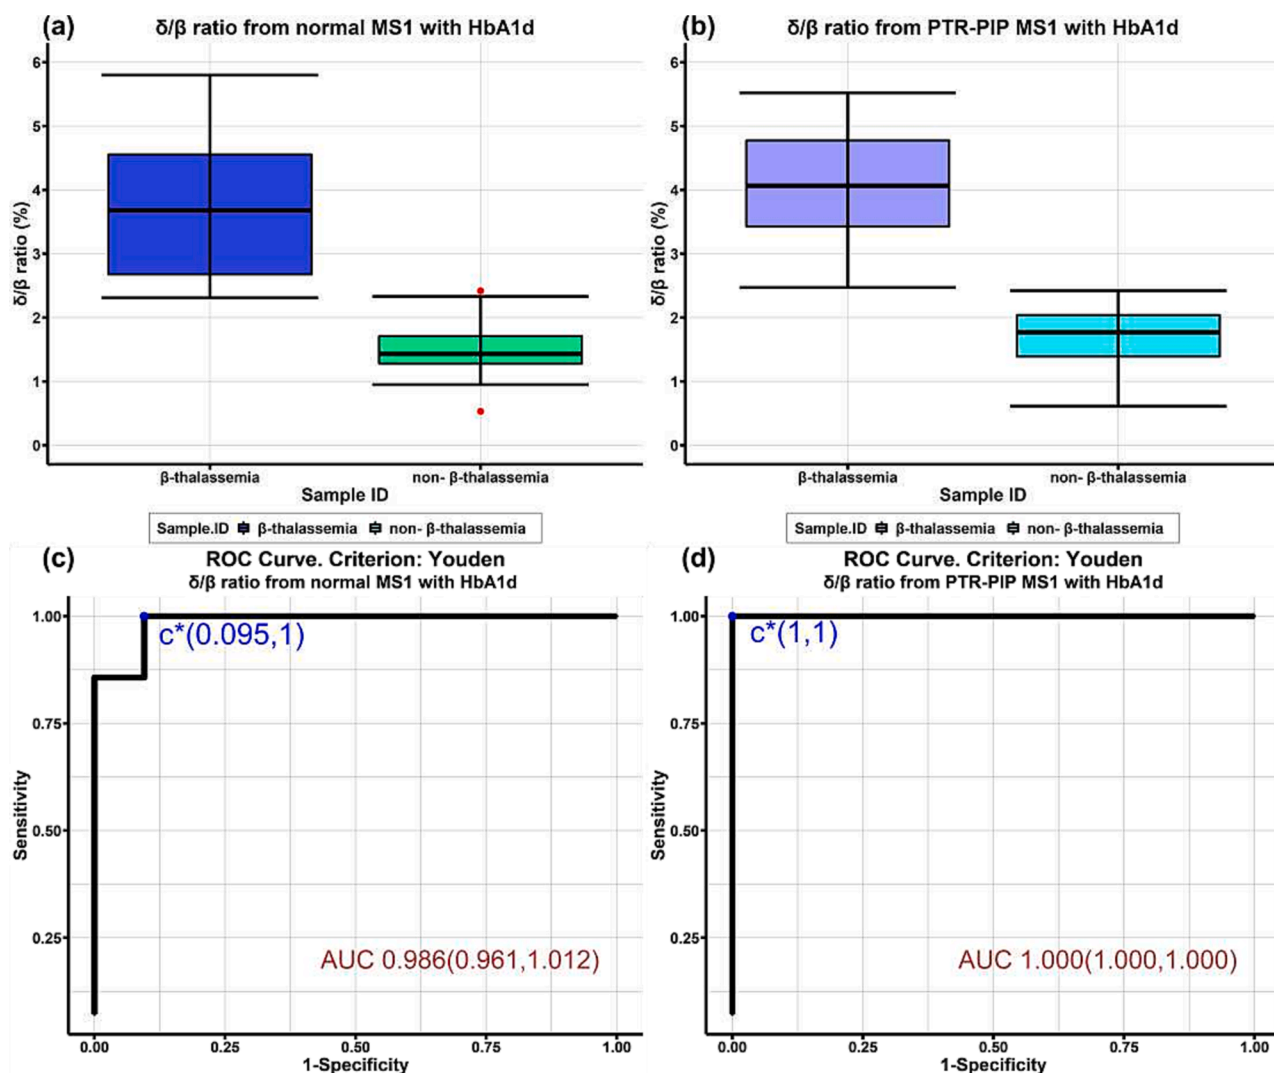 (a) δ/β ratio from normal MS1 with HbA1d
δ/β ratio (%)
6
5
4
3
2
1
0
β-thalassemia non- β-thalassemia
Sample ID
Sample.ID β-thalassemia non- β-thalassemia
(b) δ/β ratio from PTR-PIP MS1 with HbA1d
δ/β ratio (%)
6
5
4
3
2
1
0
β-thalassemia non- β-thalassemia
Sample ID
Sample.ID β-thalassemia non- β-thalassemia
(c) ROC Curve. Criterion: Youden
δ/β ratio from normal MS1 with HbA1d
Sensitivity
1.00
c*(0.095,1)
0.75
0.50
0.25
AUC 0.986(0.961,1.012)
0.00 0.25 0.50 0.75 1.00
1-Specificity
(d) ROC Curve. Criterion: Youden
δ/β ratio from PTR-PIP MS1 with HbA1d
Sensitivity
1.00
c*(1,1)
0.75
0.50
0.25
AUC 1.000(1.000,1.000)
0.00 0.25 0.50 0.75 1.00
1-Specificity